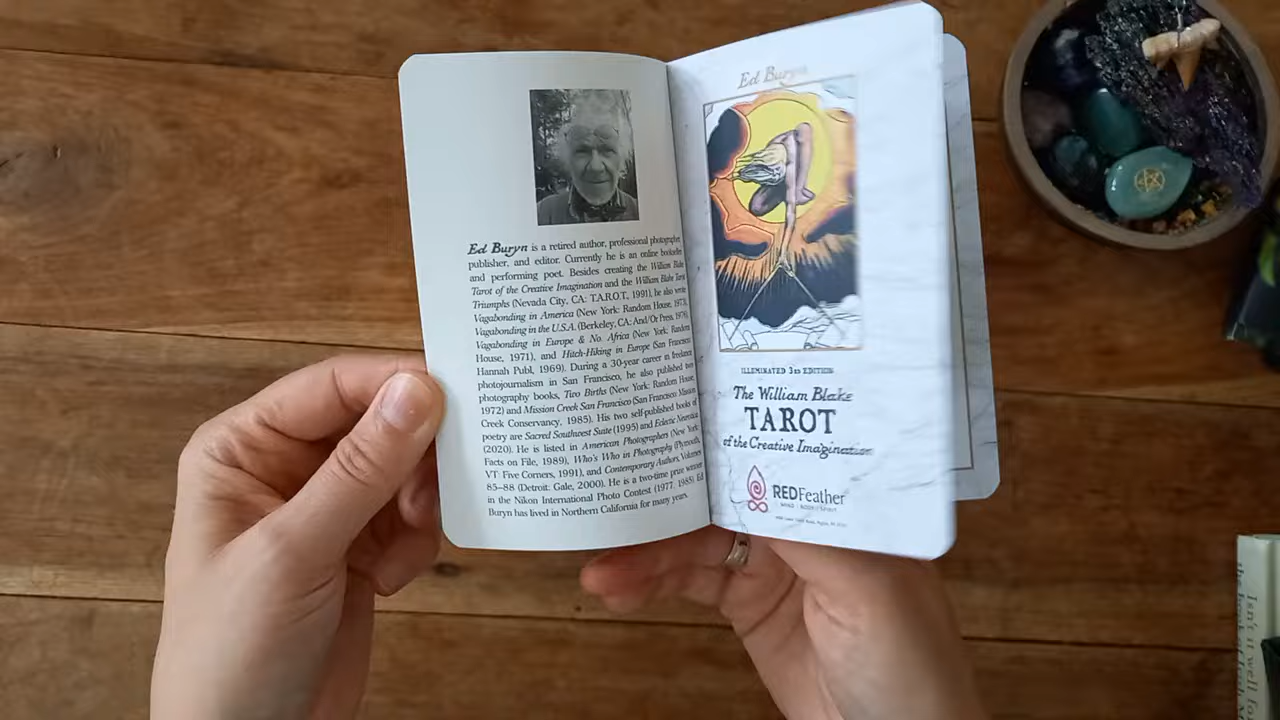 Ed Buryn is a retired author, professional photographer,
publisher, and editor. Currently he is an online bookseller
and performing poet. Besides creating the William Blake
Tarot of the Creative Imagination and the William Blake Tarot
Triumphs (Nevada City, CA: T.A.R.O.T., 1991), he also wrote
Vagabonding in America (New York: Random House, 1973),
Vagabonding in the U.S.A. (Berkeley, CA: And/Or Press, 1976),
Vagabonding in Europe & No. Africa (New York: Random
House, 1971), and Hitch-Hiking in Europe (San Francisco:
Hannah Publ, 1969). During a 30-year career in freelance
photojournalism in San Francisco, he also published two
photography books, Two Births (New York: Random House,
1972) and Mission Creek San Francisco (San Francisco: Mission
Creek Conservancy, 1985). His two self-published books of
poetry are Sacred Southwest Suite (1995) and Eclectic
(2020). He is listed in American Photographers (New York:
Facts on File, 1989), Who's Who in Photography (Plymouth,
VT: Five Corners, 1991), and Contemporary Authors, Volumes
85–88 (Detroit: Gale, 2000). He is a two-time prize winner
in the Nikon International Photo Contest (1977, 1985). Ed
Buryn has lived in Northern California for many years.
Ed Buryn
ILLUMINATED 3RD EDITION
The William Blake
TAROT
of the Creative Imagination
REDFeather
MIND | BODY | SPIRIT
Isn't it well fo